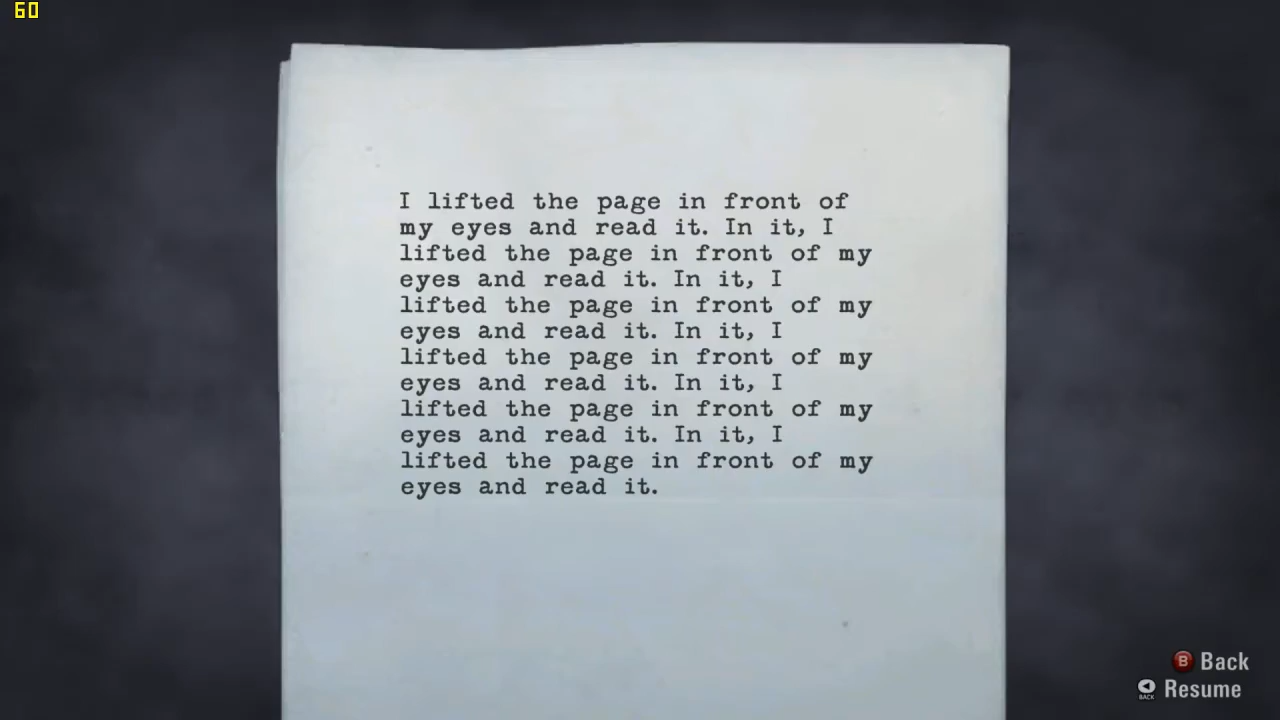 60
I lifted the page in front of
my eyes and read it. In it, I
lifted the page in front of my
eyes and read it. In it, I
lifted the page in front of my
eyes and read it. In it, I
lifted the page in front of my
eyes and read it. In it, I
lifted the page in front of my
eyes and read it. In it, I
lifted the page in front of my
eyes and read it.
B Back
BACK Resume